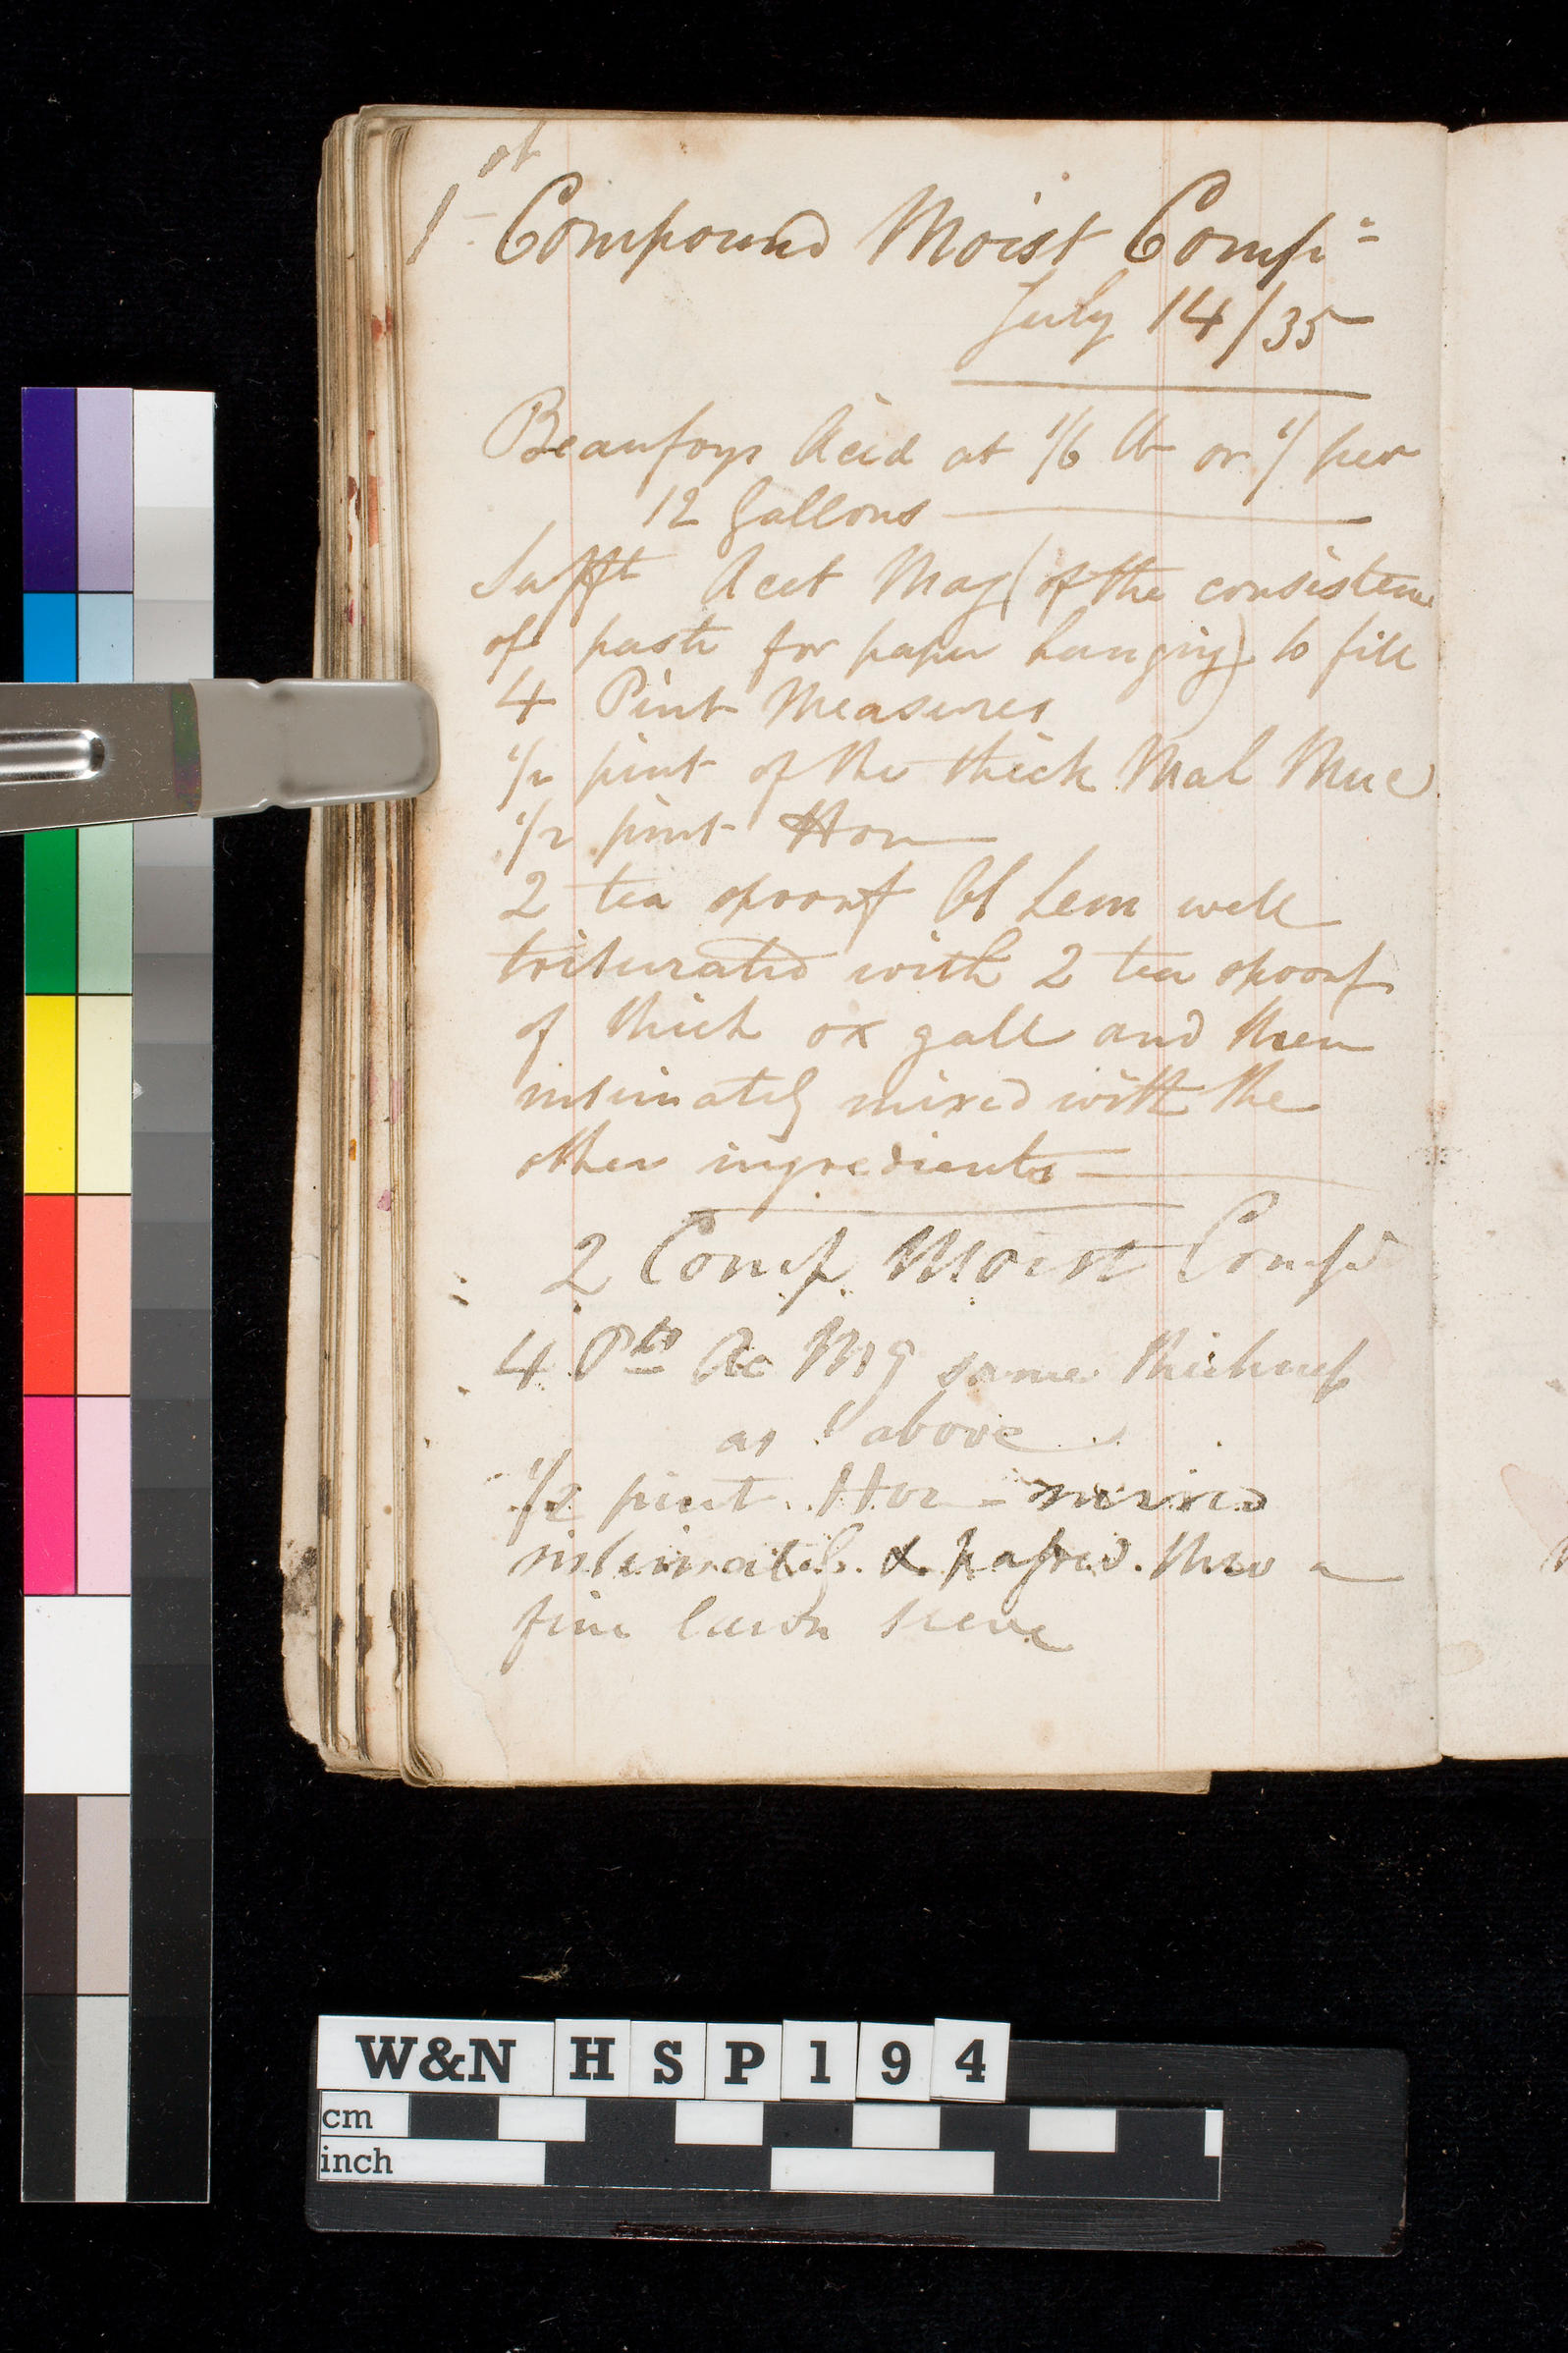 1st Compound Moist Comp:
July 14/35
Beaufoys Acid at 1/6 lb or 1/ per
12 Gallons
Sufft Acet Mag (of the consistence
of paste for paper hanging) to fill
4 Pint Measures
1/2 pint of the thick Mal Muc
1/2 pint Hon
2 tea spoonf Ol Lem well
triturated with 2 tea spoonf
of thick ox gall and then
intimately mixed with the
other ingredients
2 Comp Moist Comp
4 Pts Ac Mg same thickness
as above
1/2 pint Hon - mixed
intimately & passed thro a
fine lawn sieve
W&N HSP194
cm
inch